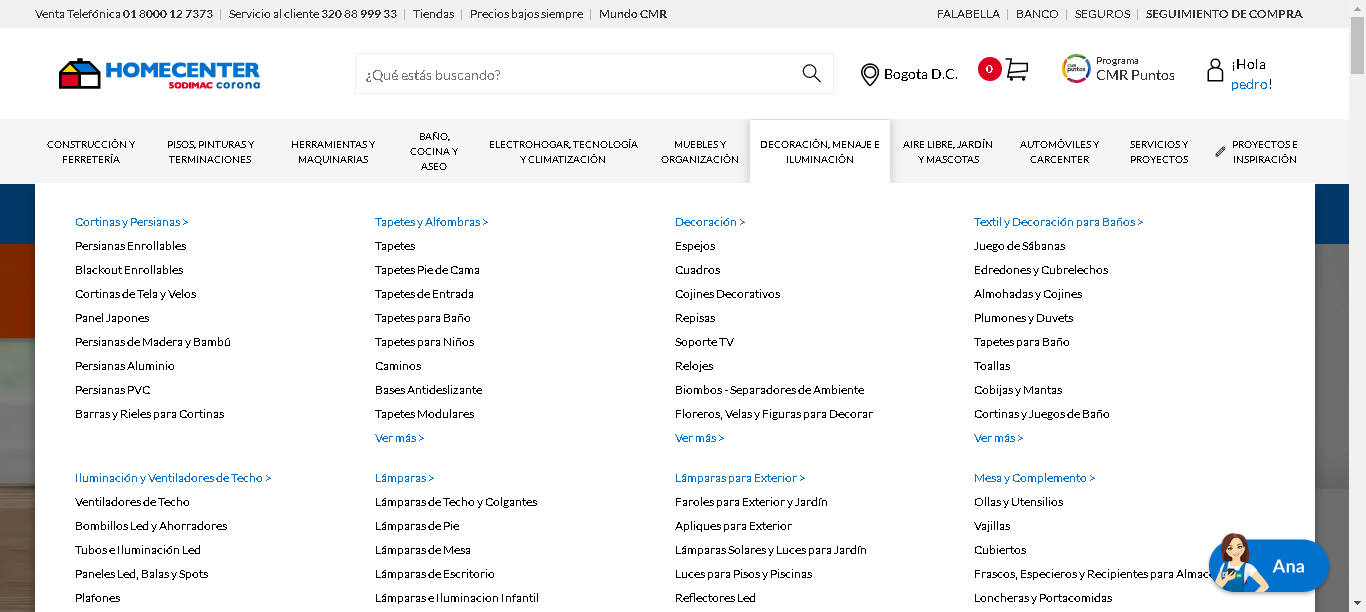 Venta Telefónica 01 8000 12 7373 | Servicio al cliente 320 88 999 33 | Tiendas | Precios bajos siempre | Mundo CMR
FALABELLA | BANCO | SEGUROS | SEGUIMIENTO DE COMPRA
HOMECENTER
SODIMAC corona
¿Qué estás buscando?
Bogota D.C.
0
CMR puntos
Programa
CMR Puntos
¡Hola
pedro!
CONSTRUCCIÓN Y
FERRETERÍA
PISOS, PINTURAS Y
TERMINACIONES
HERRAMIENTAS Y
MAQUINARIAS
BAÑO,
COCINA Y
ASEO
ELECTROHOGAR, TECNOLOGÍA
Y CLIMATIZACIÓN
MUEBLES Y
ORGANIZACIÓN
DECORACIÓN, MENAJE E
ILUMINACIÓN
AIRE LIBRE, JARDÍN
Y MASCOTAS
AUTOMÓVILES Y
CARCENTER
SERVICIOS Y
PROYECTOS
PROYECTOS E
INSPIRACIÓN
Cortinas y Persianas >
Persianas Enrollables
Blackout Enrollables
Cortinas de Tela y Velos
Panel Japones
Persianas de Madera y Bambú
Persianas Aluminio
Persianas PVC
Barras y Rieles para Cortinas
Tapetes y Alfombras >
Tapetes
Tapetes Pie de Cama
Tapetes de Entrada
Tapetes para Baño
Tapetes para Niños
Caminos
Bases Antideslizante
Tapetes Modulares
Ver más >
Decoración >
Espejos
Cuadros
Cojines Decorativos
Repisas
Soporte TV
Relojes
Biombos - Separadores de Ambiente
Floreros, Velas y Figuras para Decorar
Ver más >
Textil y Decoración para Baños >
Juego de Sábanas
Edredones y Cubrelechos
Almohadas y Cojines
Plumones y Duvets
Tapetes para Baño
Toallas
Cobijas y Mantas
Cortinas y Juegos de Baño
Ver más >
Iluminación y Ventiladores de Techo >
Ventiladores de Techo
Bombillos Led y Ahorradores
Tubos e Iluminación Led
Paneles Led, Balas y Spots
Plafones
Lámparas >
Lámparas de Techo y Colgantes
Lámparas de Pie
Lámparas de Mesa
Lámparas de Escritorio
Lámparas e Iluminacion Infantil
Lámparas para Exterior >
Faroles para Exterior y Jardín
Apliques para Exterior
Lámparas Solares y Luces para Jardín
Luces para Pisos y Piscinas
Reflectores Led
Mesa y Complemento >
Ollas y Utensilios
Vajillas
Cubiertos
Frascos, Especieros y Recipientes para Almac
Loncheras y Portacomidas
Ana